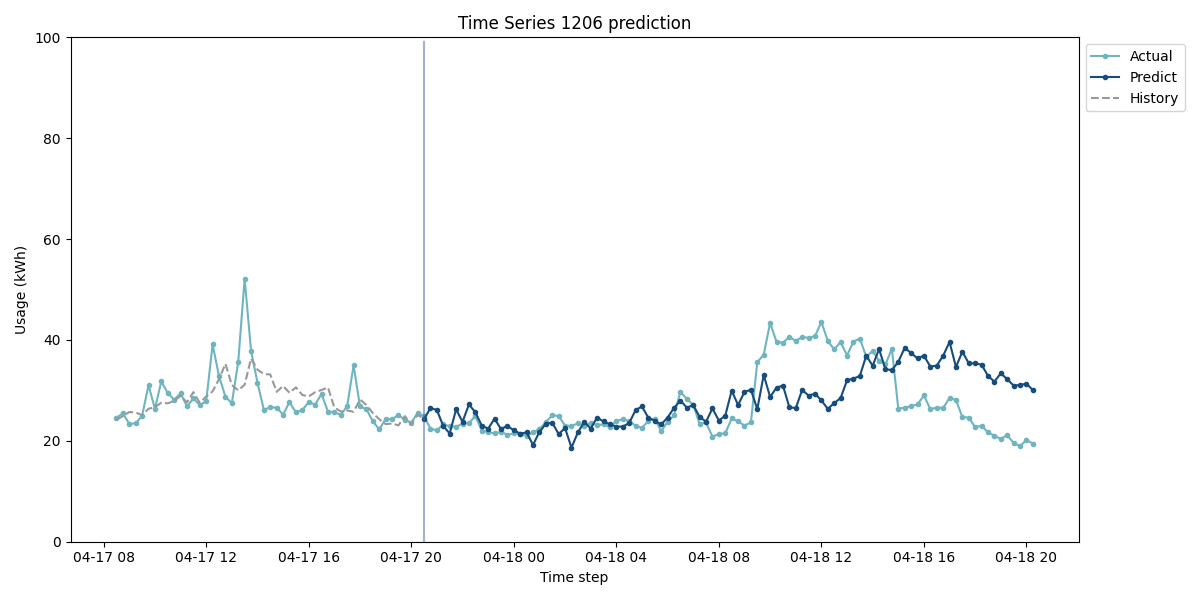 Time Series 1206 prediction
Usage (kWh)
100
80
60
40
20
0
04-17 08
04-17 12
04-17 16
04-17 20
04-18 00
04-18 04
04-18 08
04-18 12
04-18 16
04-18 20
Time step
Actual
Predict
History